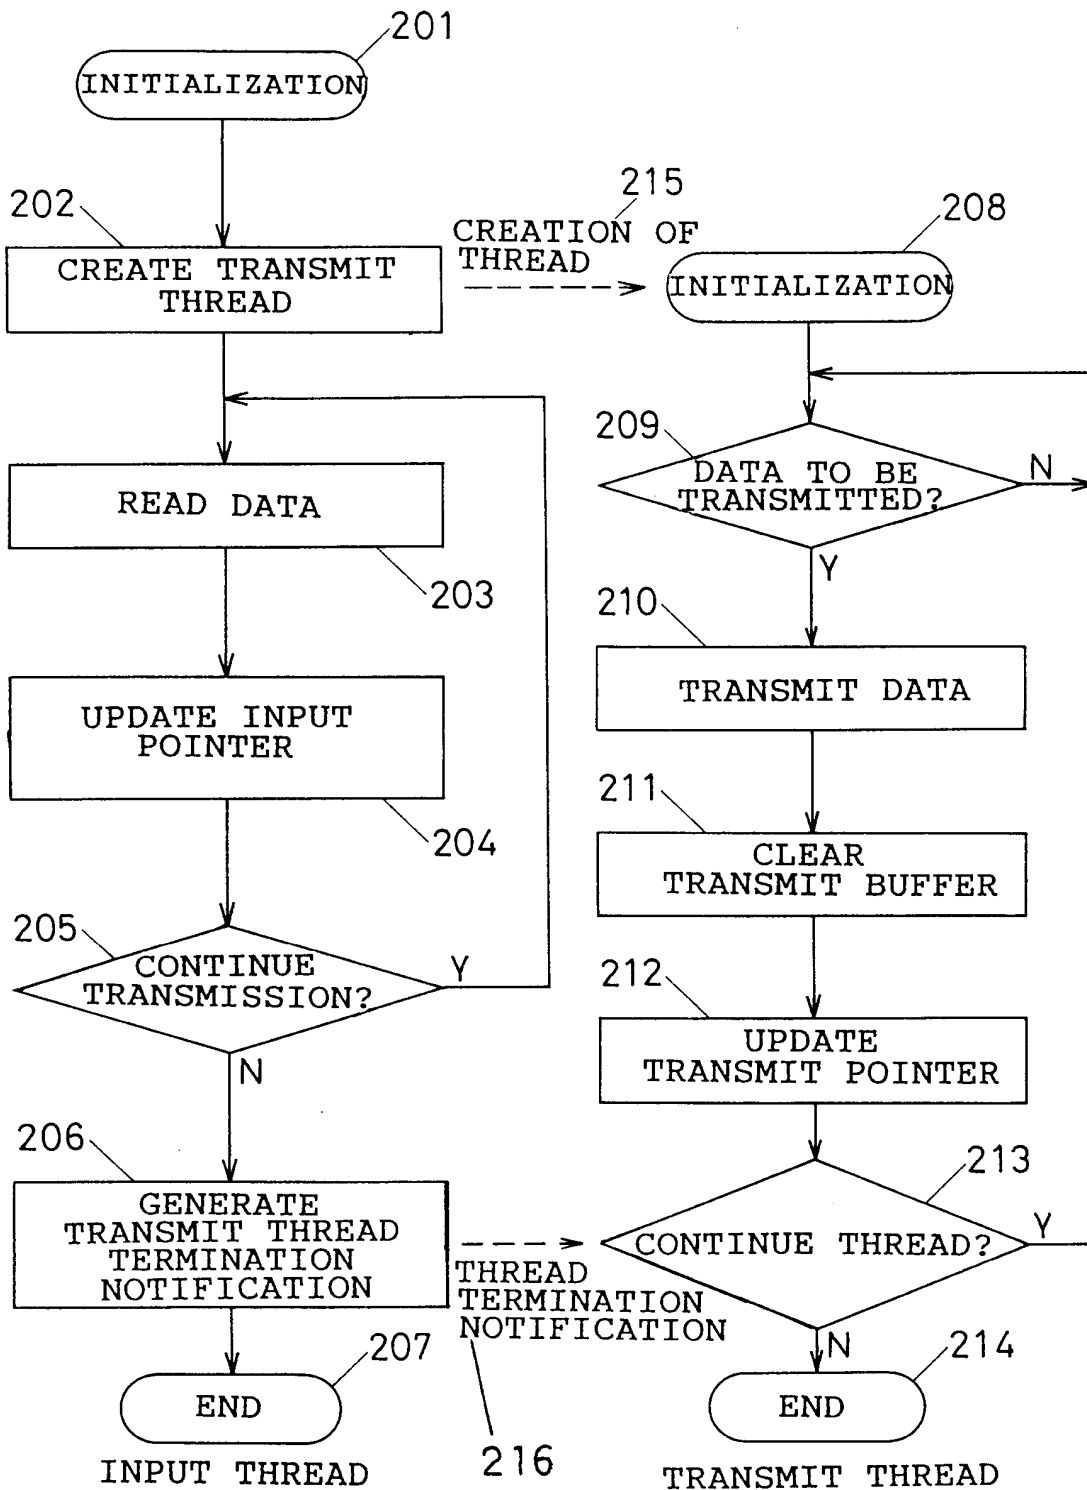 201
INITIALIZATION
202
CREATE TRANSMIT
THREAD
215
CREATION OF
THREAD
208
INITIALIZATION
READ DATA
203
UPDATE INPUT
POINTER
204
205
CONTINUE
TRANSMISSION?
Y
N
206
GENERATE
TRANSMIT THREAD
TERMINATION
NOTIFICATION
THREAD
TERMINATION
NOTIFICATION
216
207
END
INPUT THREAD
209
DATA TO BE
TRANSMITTED?
N
Y
210
TRANSMIT DATA
211
CLEAR
TRANSMIT BUFFER
212
UPDATE
TRANSMIT POINTER
213
CONTINUE THREAD?
Y
N
214
END
TRANSMIT THREAD